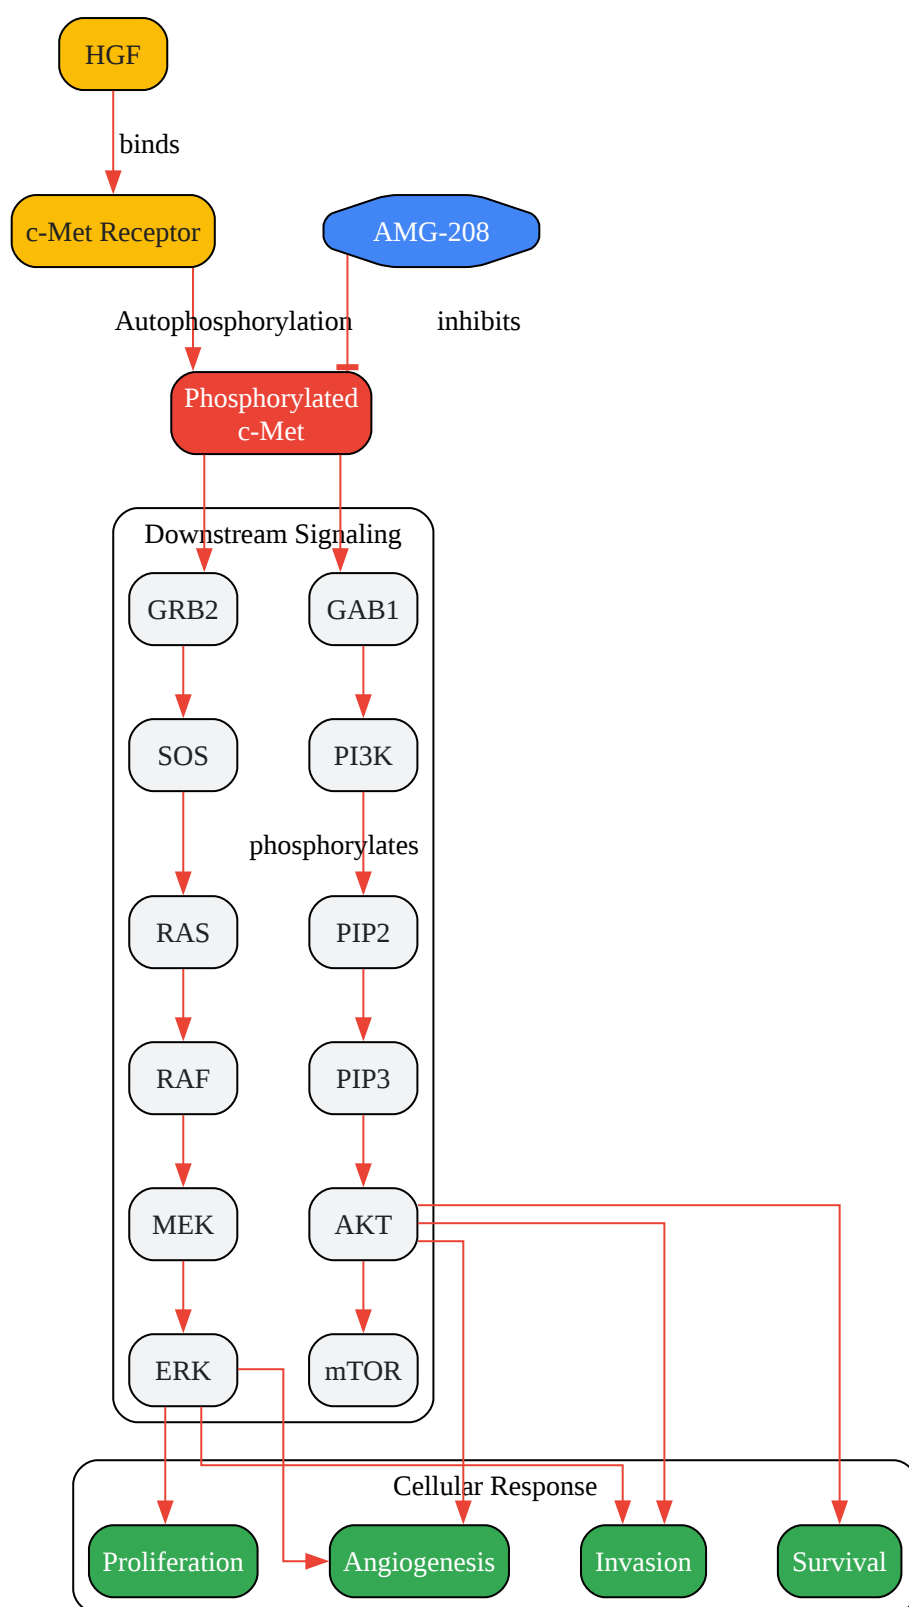 HGF
binds
c-Met Receptor
AMG-208
Autophosphorylation
inhibits
Phosphorylated
c-Met
Downstream Signaling
GRB2
GAB1
SOS
PI3K
phosphorylates
RAS
PIP2
RAF
PIP3
MEK
AKT
ERK
mTOR
Cellular Response
Proliferation
Angiogenesis
Invasion
Survival